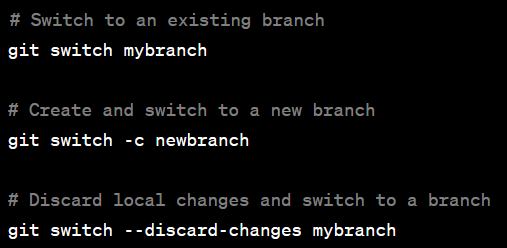 # Switch to an existing branch
git switch mybranch
# Create and switch to a new branch
git switch -c newbranch
# Discard local changes and switch to a branch
git switch --discard-changes mybranch